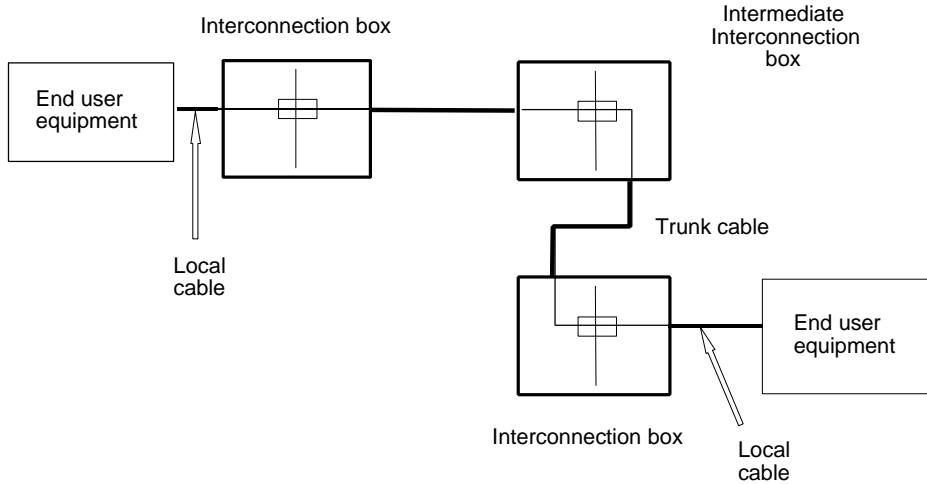 Interconnection box
Intermediate
Interconnection
box
End user
equipment
Local
cable
Trunk cable
End user
equipment
Interconnection box
Local
cable